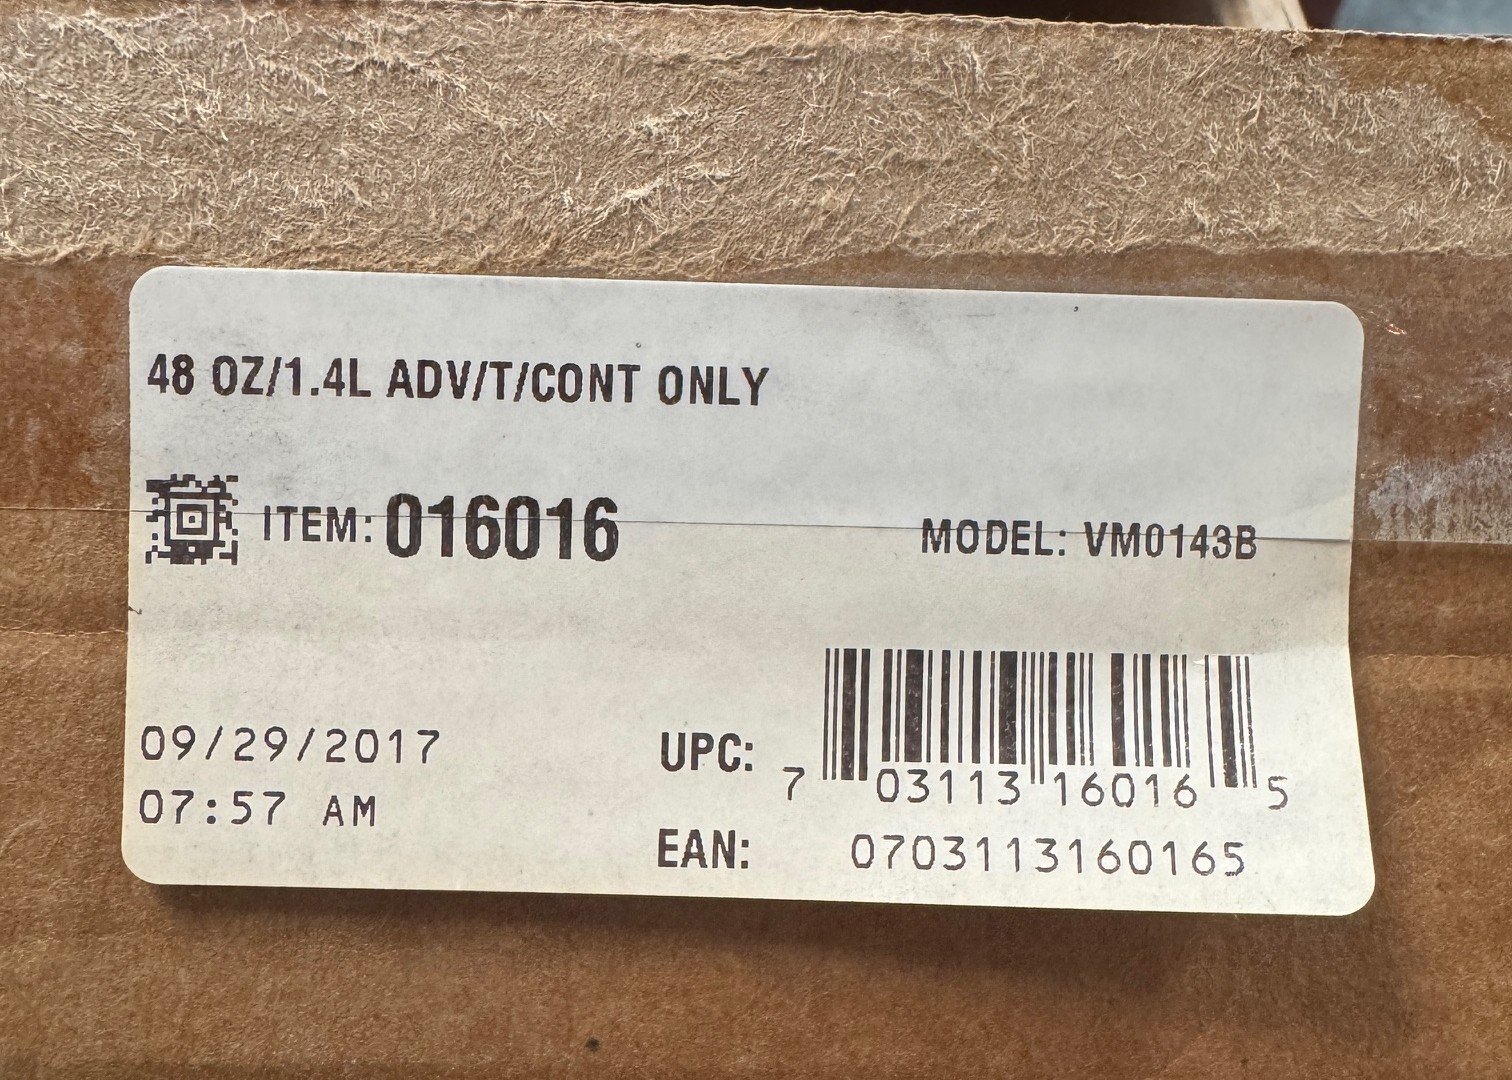 48 OZ/1.4L ADV/T/CONT ONLY
ITEM: 016016
MODEL: VM0143B
09/29/2017
07:57 AM
UPC: 7 03113 16016 5
EAN: 0703113160165